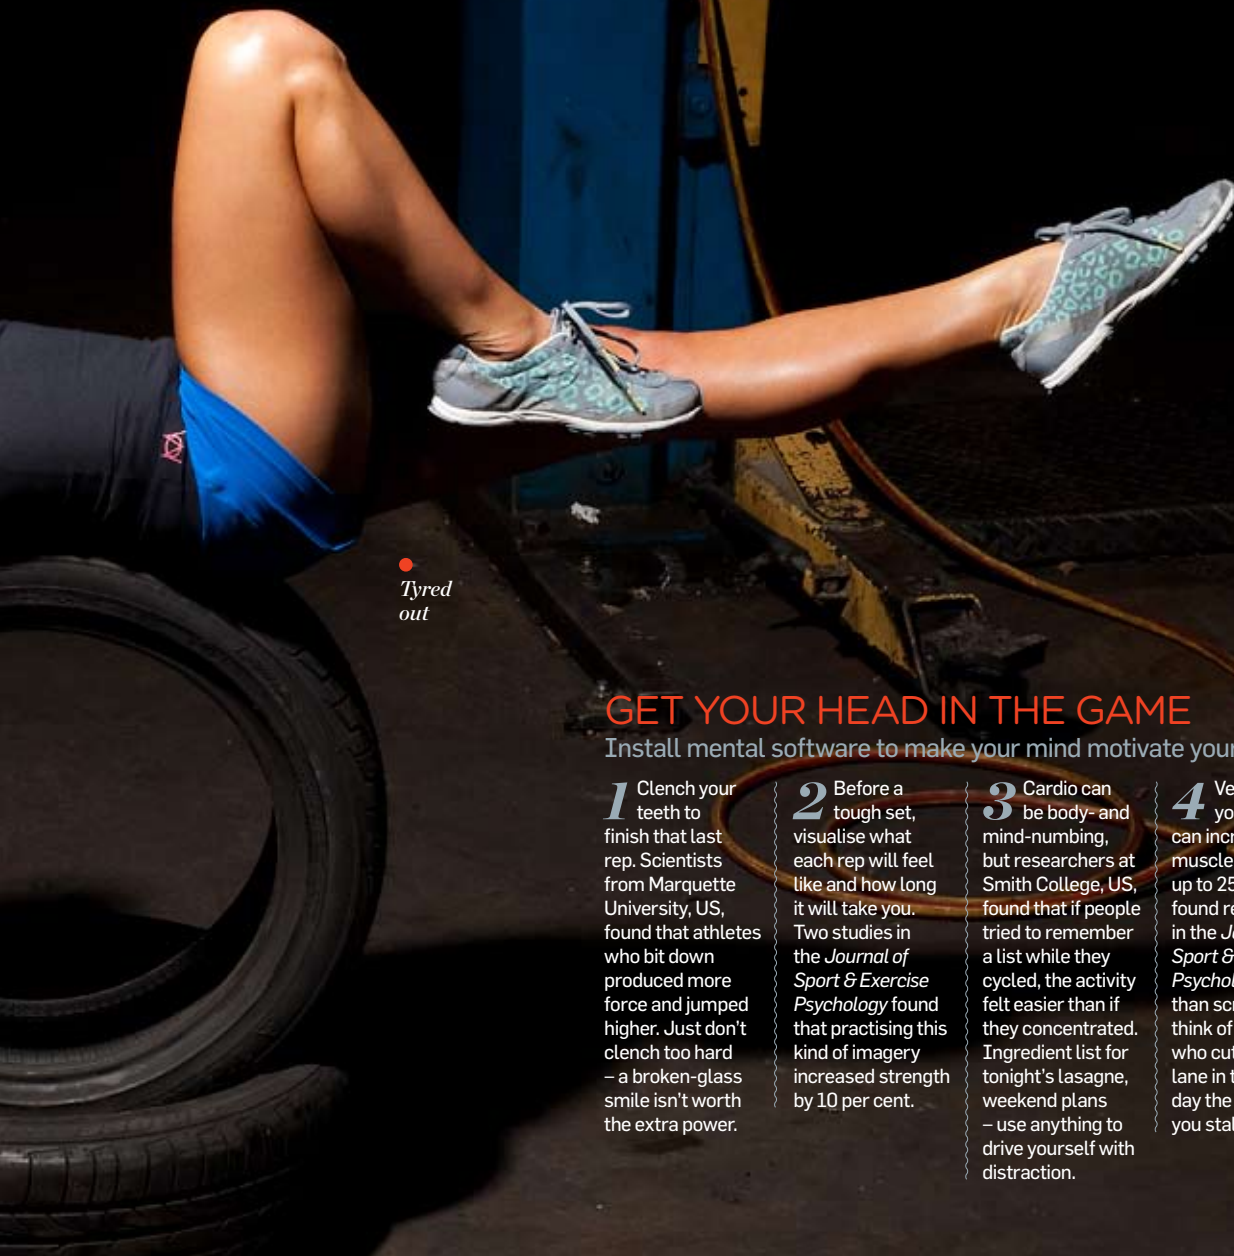 Tyred
out
GET YOUR HEAD IN THE GAME
Install mental software to make your mind motivate your
1 Clench your
teeth to
finish that last
rep. Scientists
from Marquette
University, US,
found that athletes
who bit down
produced more
force and jumped
higher. Just don't
clench too hard
– a broken-glass
smile isn't worth
the extra power.
2 Before a
tough set,
visualise what
each rep will feel
like and how long
it will take you.
Two studies in
the Journal of
Sport & Exercise
Psychology found
that practising this
kind of imagery
increased strength
by 10 per cent.
3 Cardio can
be body- and
mind-numbing,
but researchers at
Smith College, US,
found that if people
tried to remember
a list while they
cycled, the activity
felt easier than if
they concentrated.
Ingredient list for
tonight's lasagne,
weekend plans
– use anything to
drive yourself with
distraction.
4
can
muscle
up to 25
found
in the
Sport &
than
think of
who
lane in
day the
you